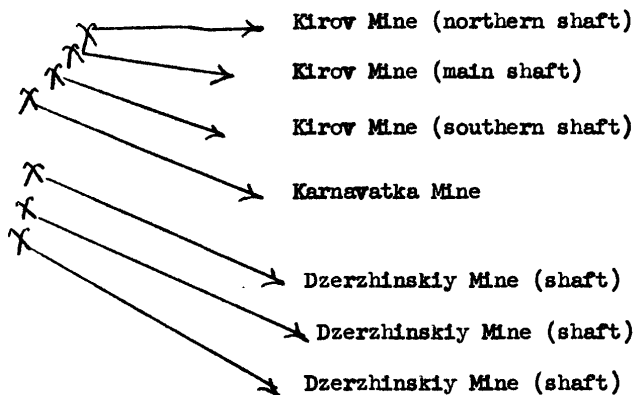 Kirov Mine (northern shaft)
Kirov Mine (main shaft)
Kirov Mine (southern shaft)
Karnavatka Mine
Dzerzhinskiy Mine (shaft)
Dzerzhinskiy Mine (shaft)
Dzerzhinskiy Mine (shaft)